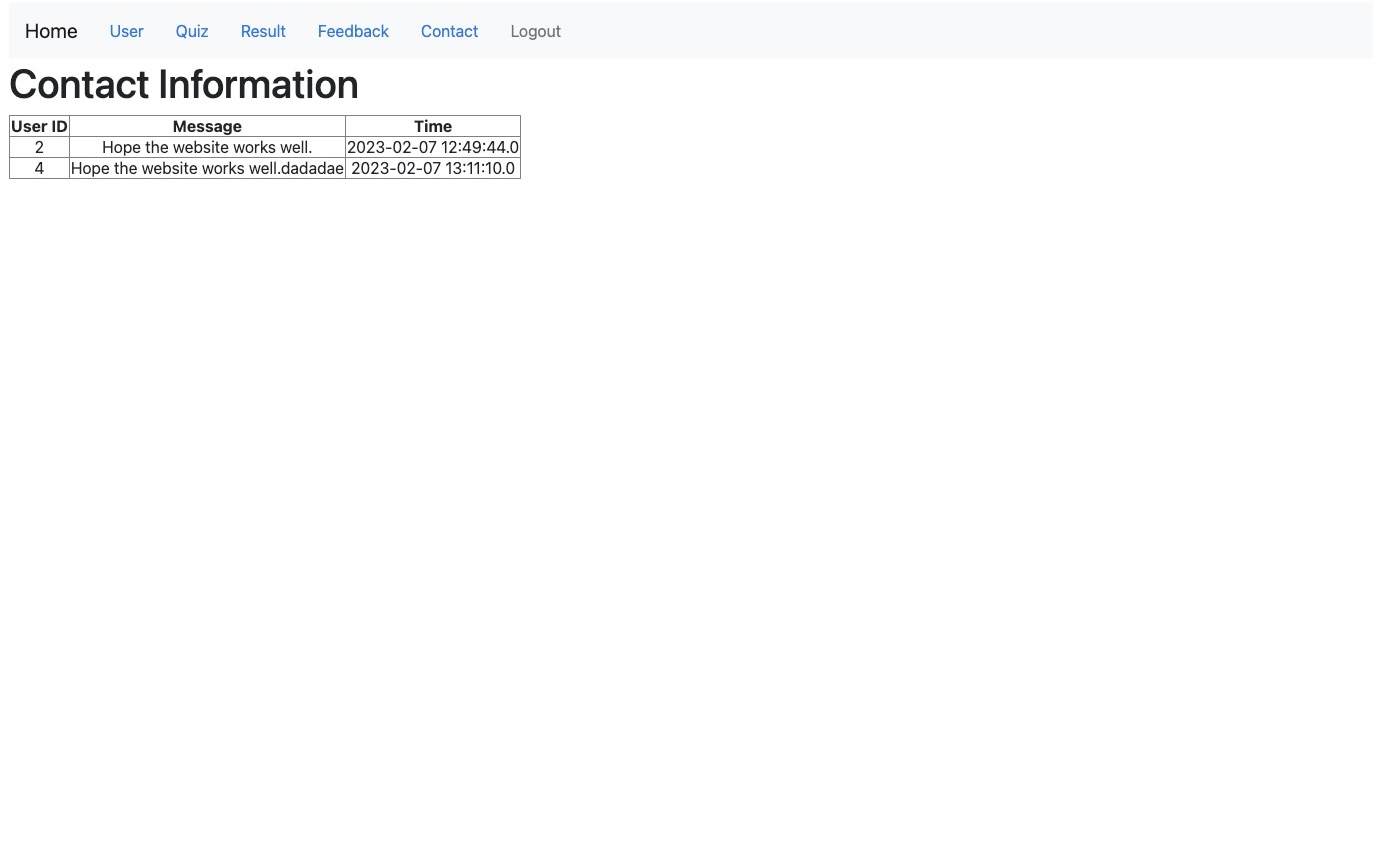 Home User Quiz Result Feedback Contact Logout
Contact Information
User ID Message Time
2 Hope the website works well. 2023-02-07 12:49:44.0
4 Hope the website works well.dadadae 2023-02-07 13:11:10.0